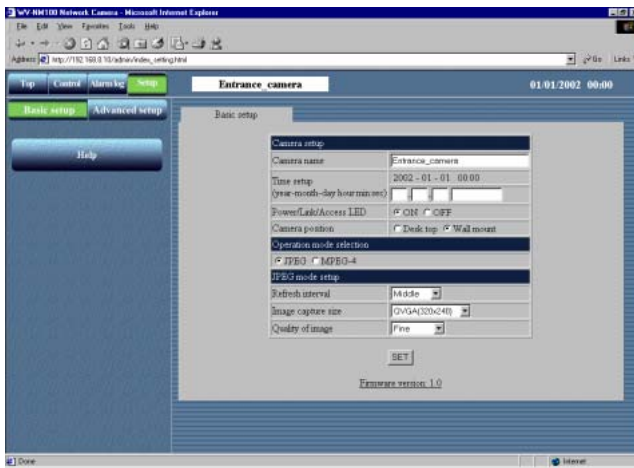 WV-NM100 Network Camera - Microsoft Internet Explorer
File Edit View Favorites Tools Help
Address http://192.168.0.10/admin/index_setting.html Go Links
Top Control Alarm log Setup Entrance_camera 01/01/2002 00:00
Basic setup Advanced setup
Help
Basic setup
Camera setup
Camera name Entrance_camera
Time setup 2002 - 01 - 01 00:00
(year-month-day hour:min:sec)
Power/Link/Access LED ON OFF
Camera position Desk top Wall mount
Operation mode selection
JPEG MPEG-4
JPEG mode setup
Refresh interval Middle
Image capture size QVGA(320x240)
Quality of image Fine
SET
Firmware version: 1.0
Done Internet